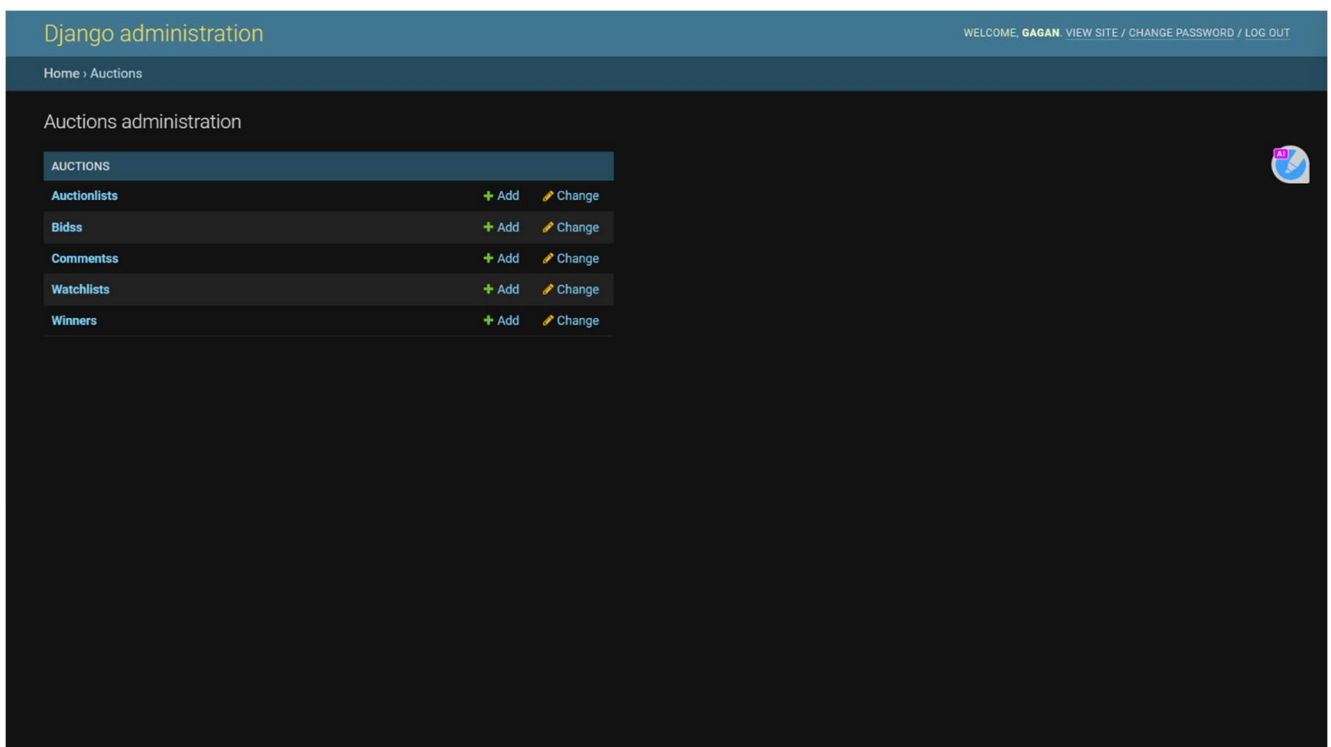 Django administration
WELCOME, GAGAN. VIEW SITE / CHANGE PASSWORD / LOG OUT
Home › Auctions
Auctions administration
AUCTIONS
Auctionlists + Add Change
Bidss + Add Change
Commentss + Add Change
Watchlists + Add Change
Winners + Add Change
AI